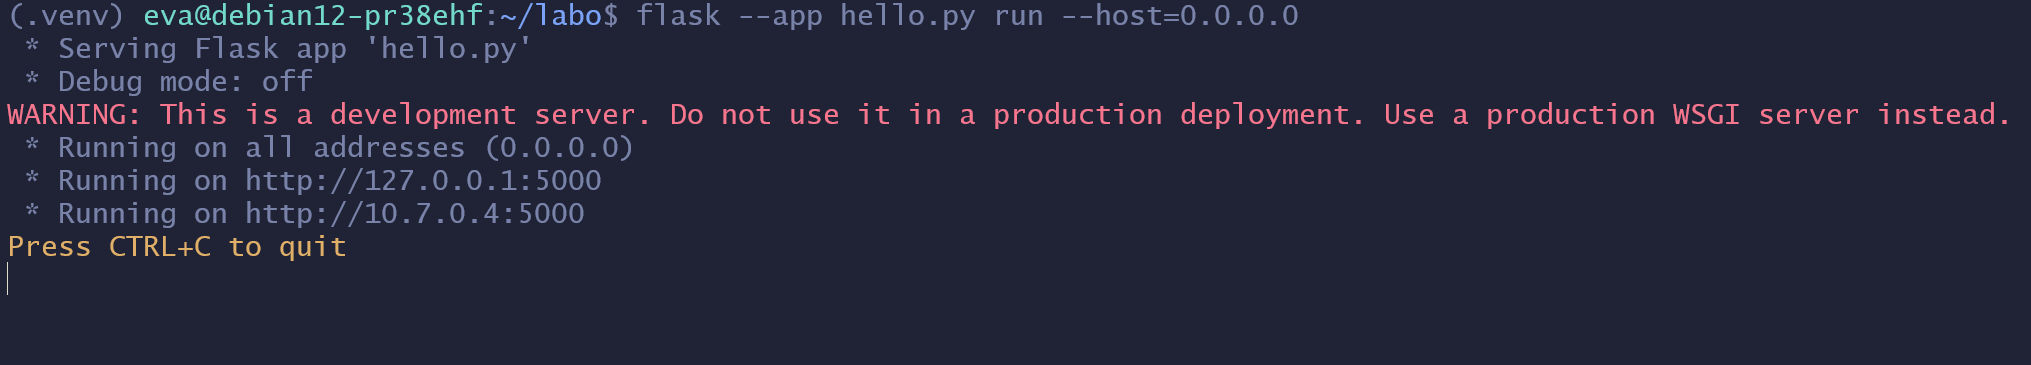 (.venv) eva@debian12-pr38ehf:~/labo$ flask --app hello.py run --host=0.0.0.0
 * Serving Flask app 'hello.py'
 * Debug mode: off
WARNING: This is a development server. Do not use it in a production deployment. Use a production WSGI server instead.
 * Running on all addresses (0.0.0.0)
 * Running on http://127.0.0.1:5000
 * Running on http://10.7.0.4:5000
Press CTRL+C to quit